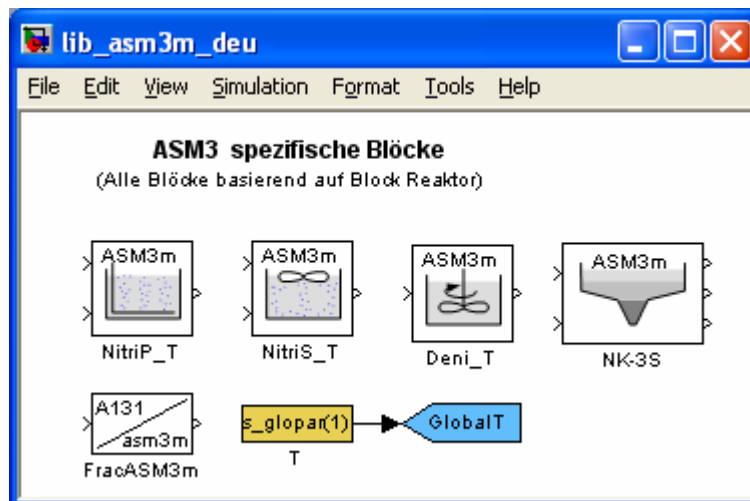 lib_asm3m_deu
File Edit View Simulation Format Tools Help
ASM3 spezifische Blöcke
(Alle Blöcke basierend auf Block Reaktor)
ASM3m ASM3m ASM3m ASM3m
NitriP_T NitriS_T Deni_T NK-3S
A131
asm3m
FracASM3m
s_glopar(1) GlobalT
T